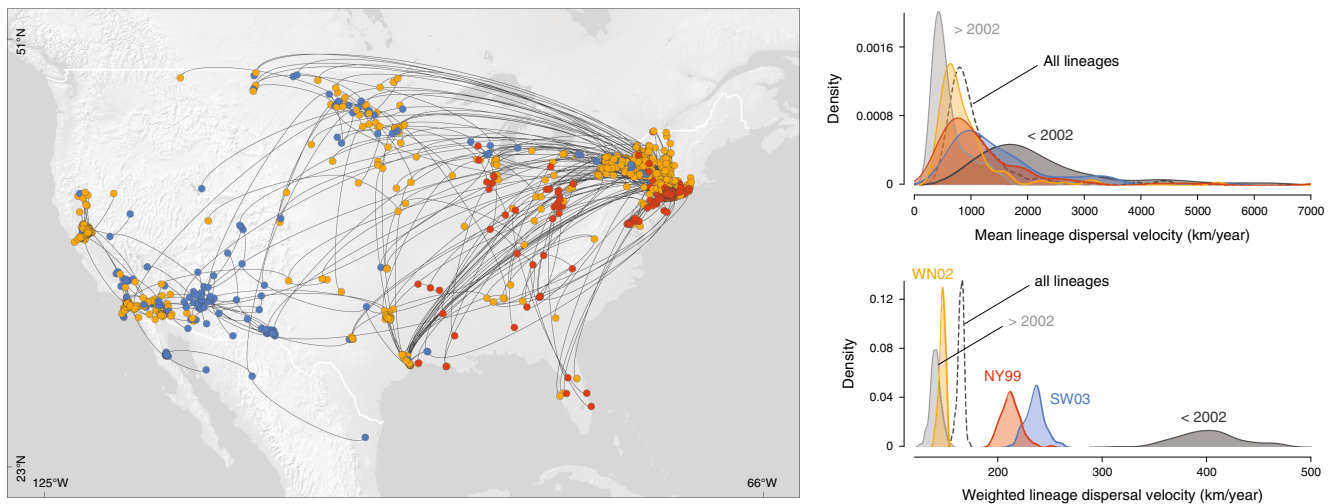 51°N
23°N
125°W
66°W
> 2002
All lineages
< 2002
Density
0.0016
0.0008
0
0 1000 2000 3000 4000 5000 6000 7000
Mean lineage dispersal velocity (km/year)
WN02
all lineages
> 2002
NY99
SW03
< 2002
Density
0.12
0.08
0.04
0
200 300 400 500
Weighted lineage dispersal velocity (km/year)